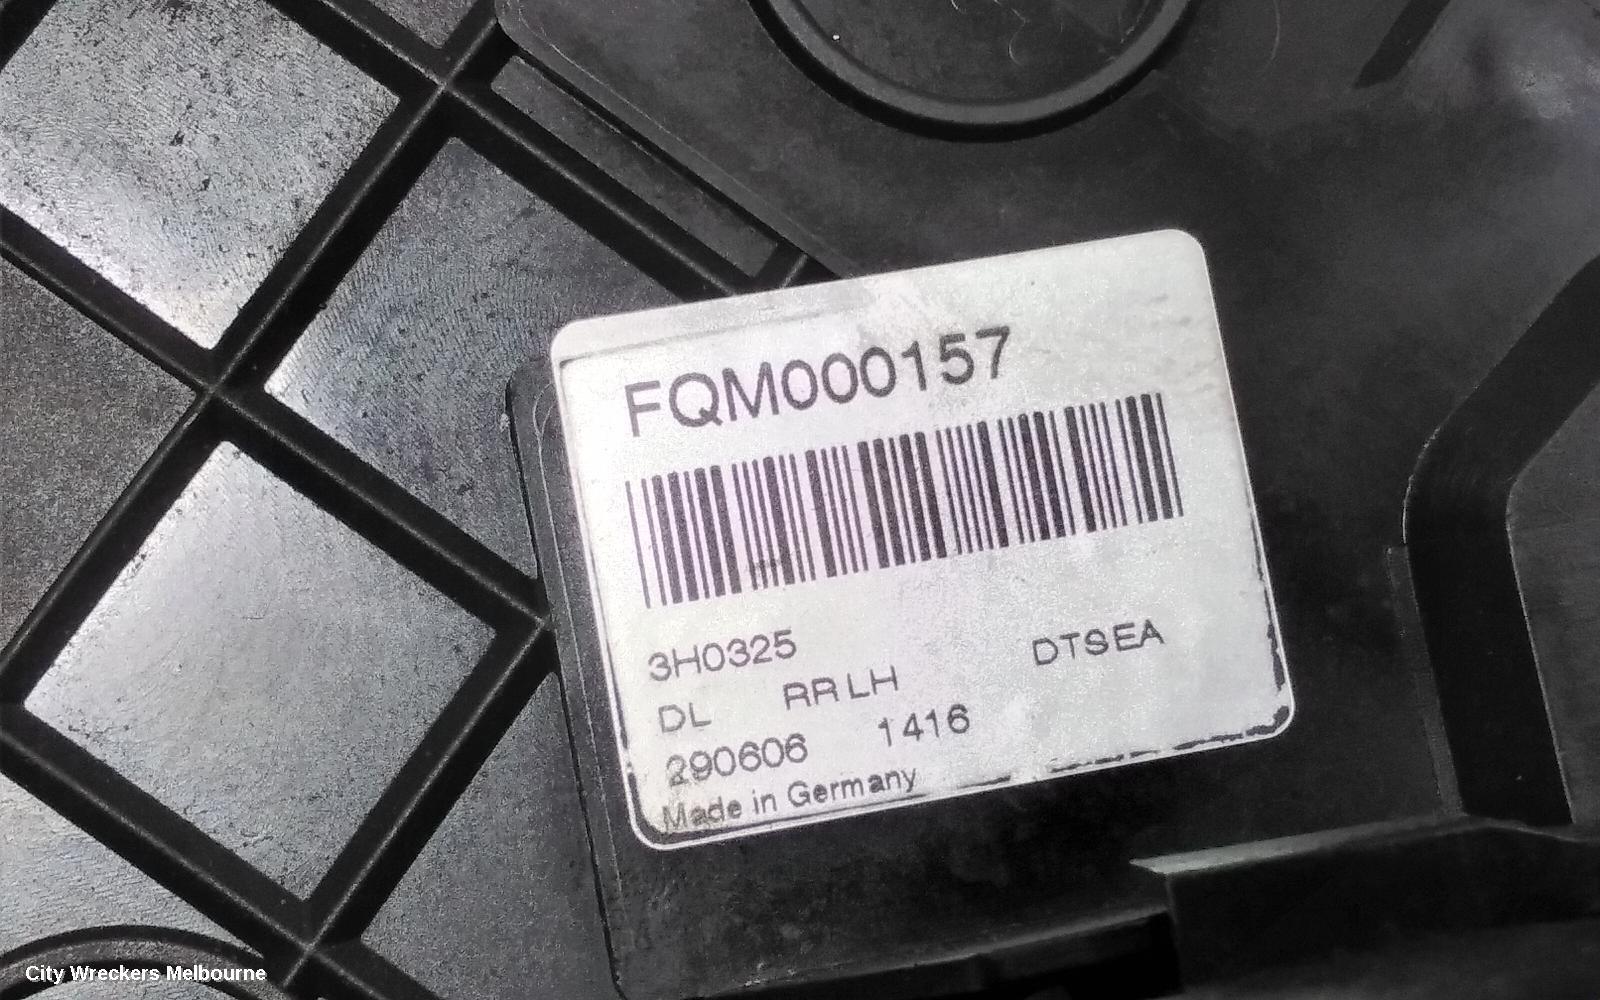 FQM000157
3H0325 DTSEA
DL RR LH
290606 1416
Made in Germany
City Wreckers Melbourne